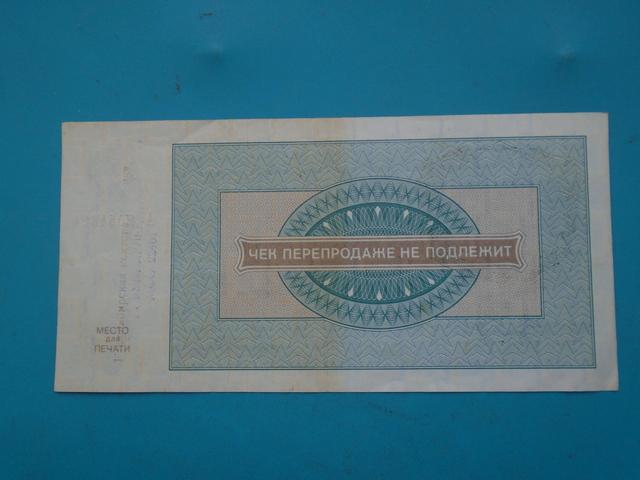 ЧЕК ПЕРЕПРОДАЖЕ НЕ ПОДЛЕЖИТ
МЕСТО
для
ПЕЧАТИ